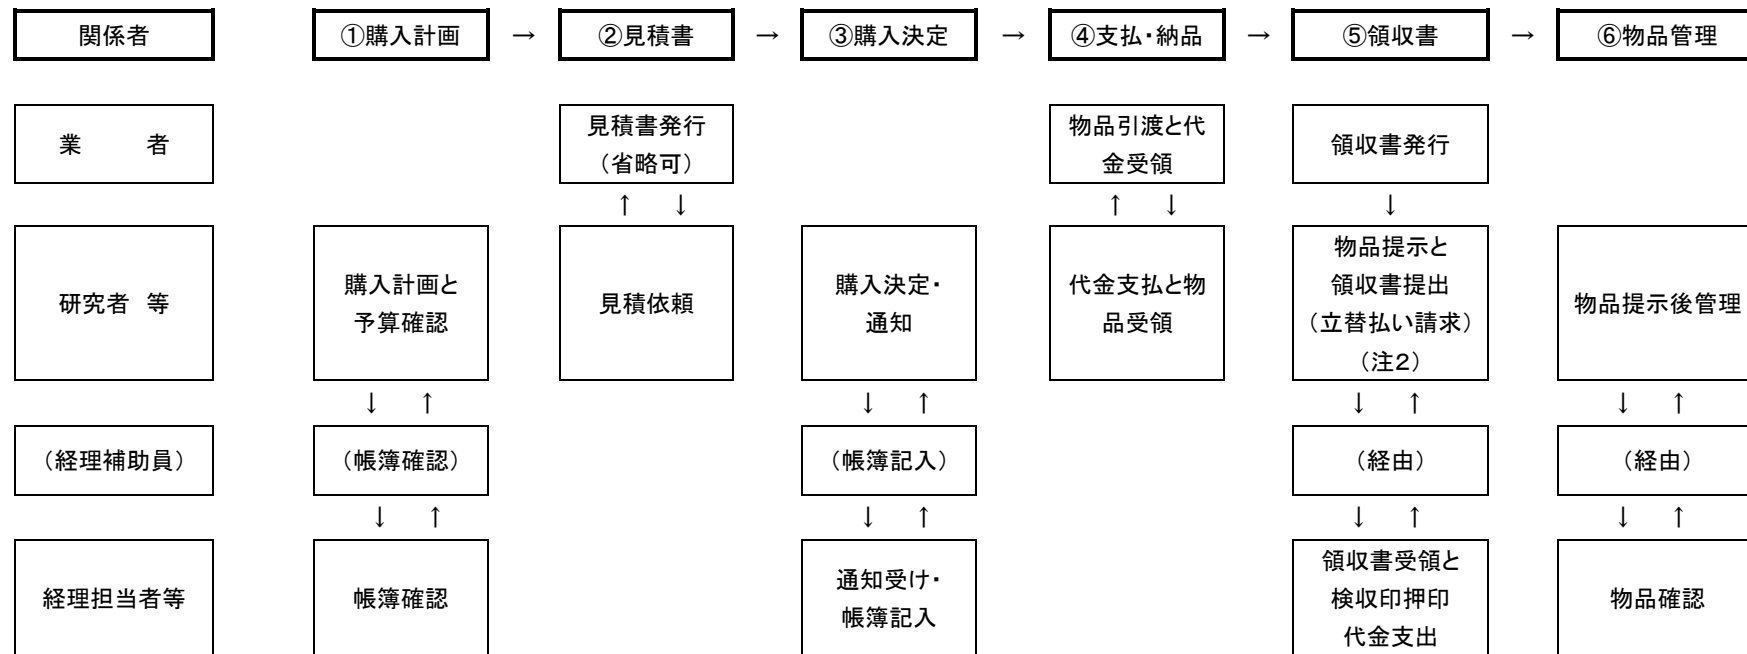 関係者 ①購入計画 → ②見積書 → ③購入決定 → ④支払・納品 → ⑤領収書 → ⑥物品管理
業 者
見積書発行
（省略可）
物品引渡と代
金受領
領収書発行
↑ ↓ ↑ ↓ ↓
研究者 等
購入計画と
予算確認
見積依頼
購入決定・
通知
代金支払と物
品受領
物品提示と
領収書提出
（立替払い請求）
（注２）
物品提示後管理
↓ ↑ ↓ ↑ ↓ ↑ ↓ ↑
（経理補助員） （帳簿確認） （帳簿記入） （経由） （経由）
↓ ↑ ↓ ↑ ↓ ↑ ↓ ↑
経理担当者等
帳簿確認
通知受け・
帳簿記入
領収書受領と
検収印押印
代金支出
物品確認